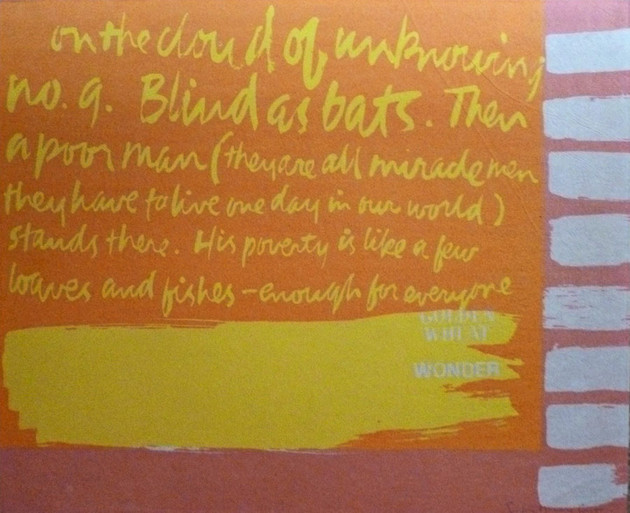 on the cloud of unknowing
no. 9. Blind as bats. Then
a poor man (they are all miracle men
they have to live one day in our world)
stands there. His poverty is like a few
loaves and fishes - enough for everyone
GOLDEN
WHEAT
WONDER